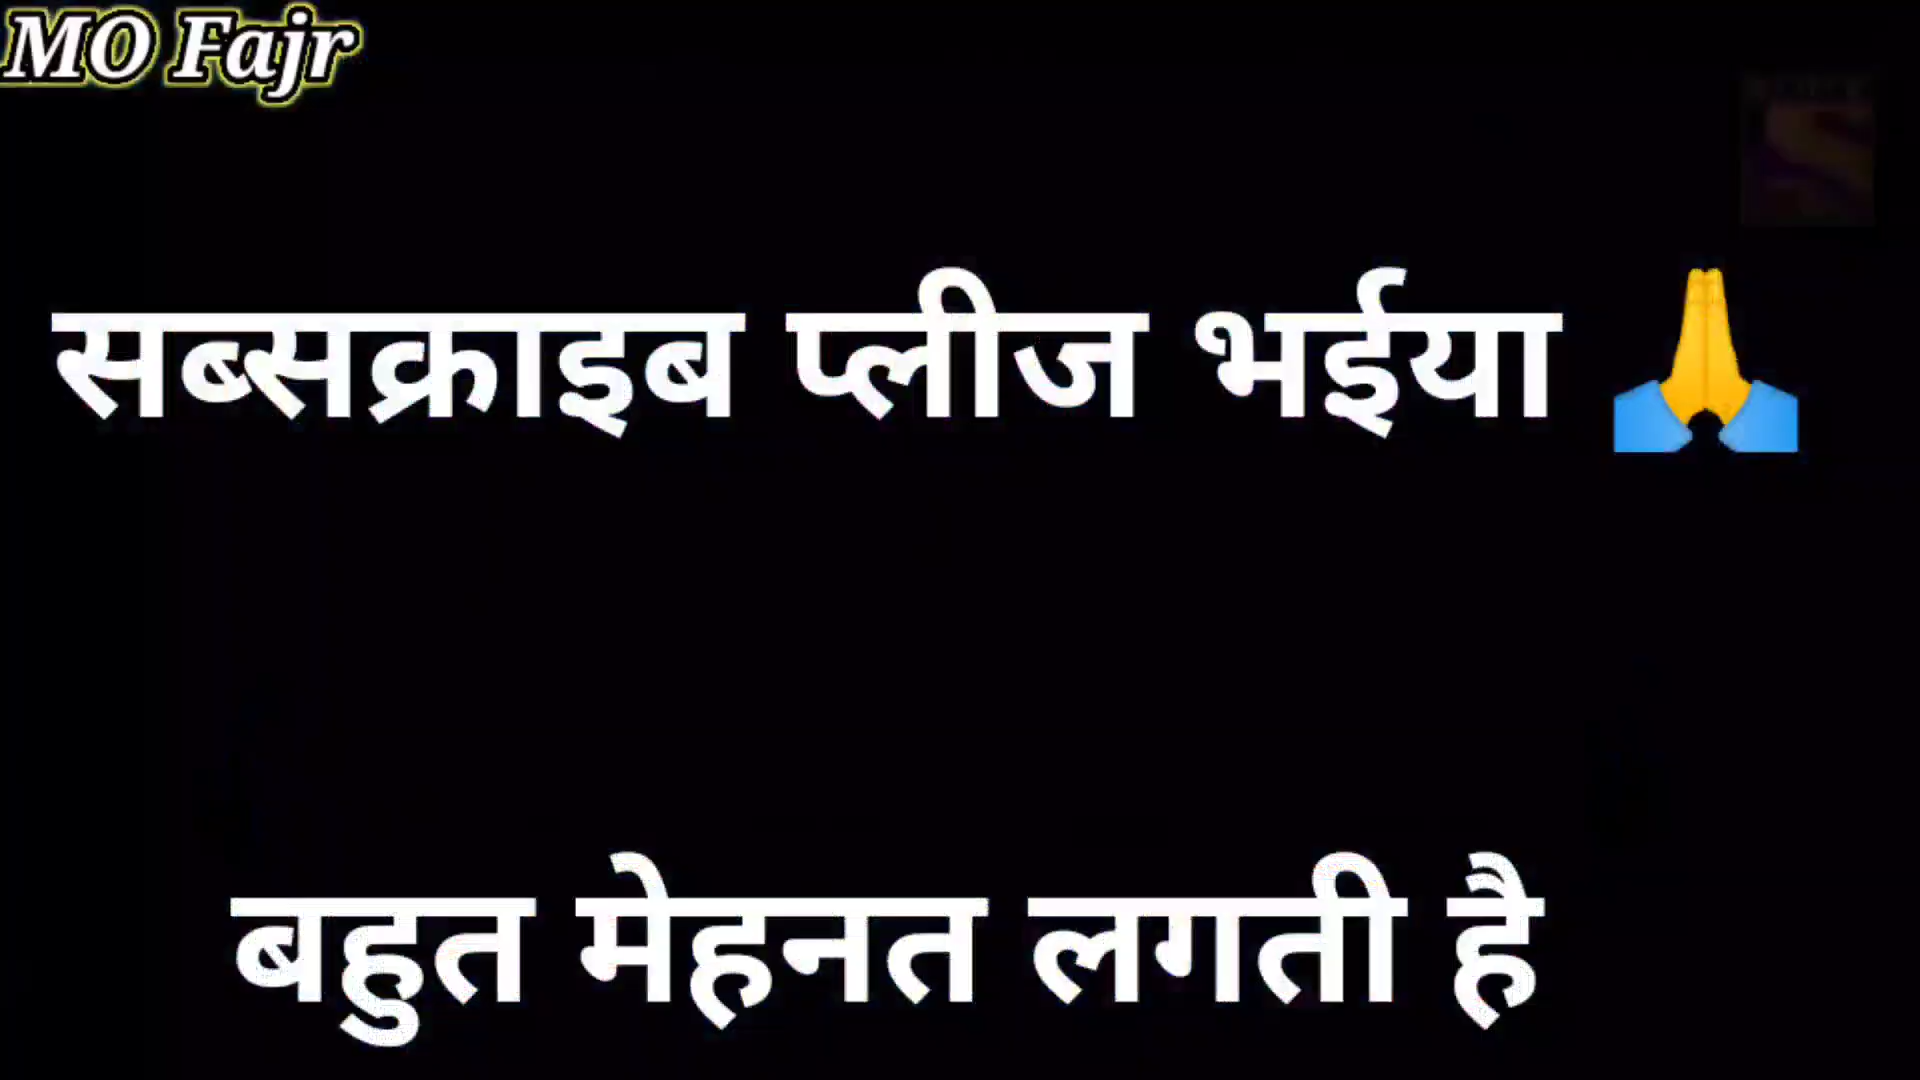 MO Fajr
सब्सक्राइब प्लीज भईया 🙏
बहुत मेहनत लगती है